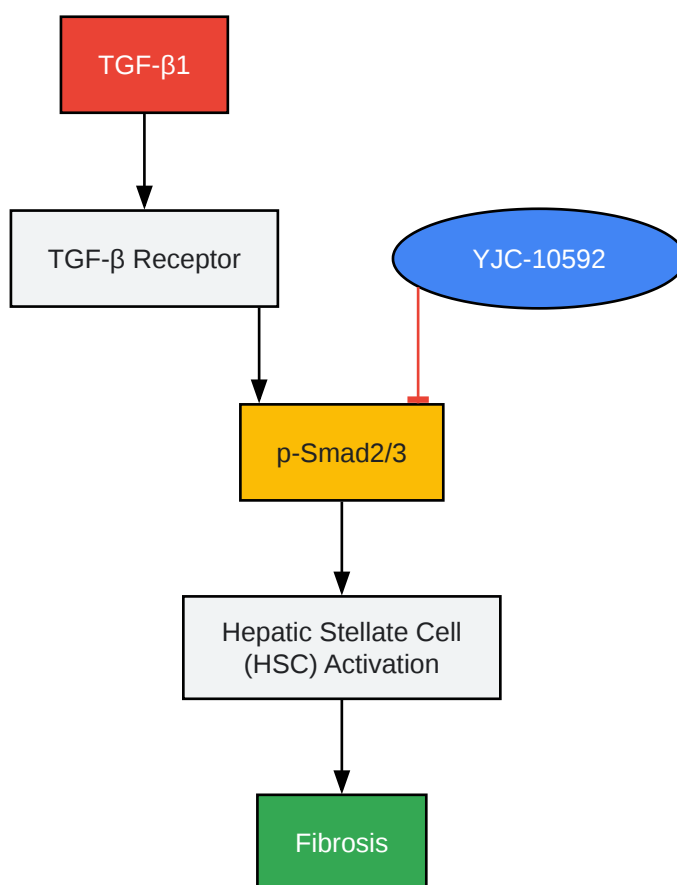 TGF-β1
TGF-β Receptor
YJC-10592
p-Smad2/3
Hepatic Stellate Cell
(HSC) Activation
Fibrosis